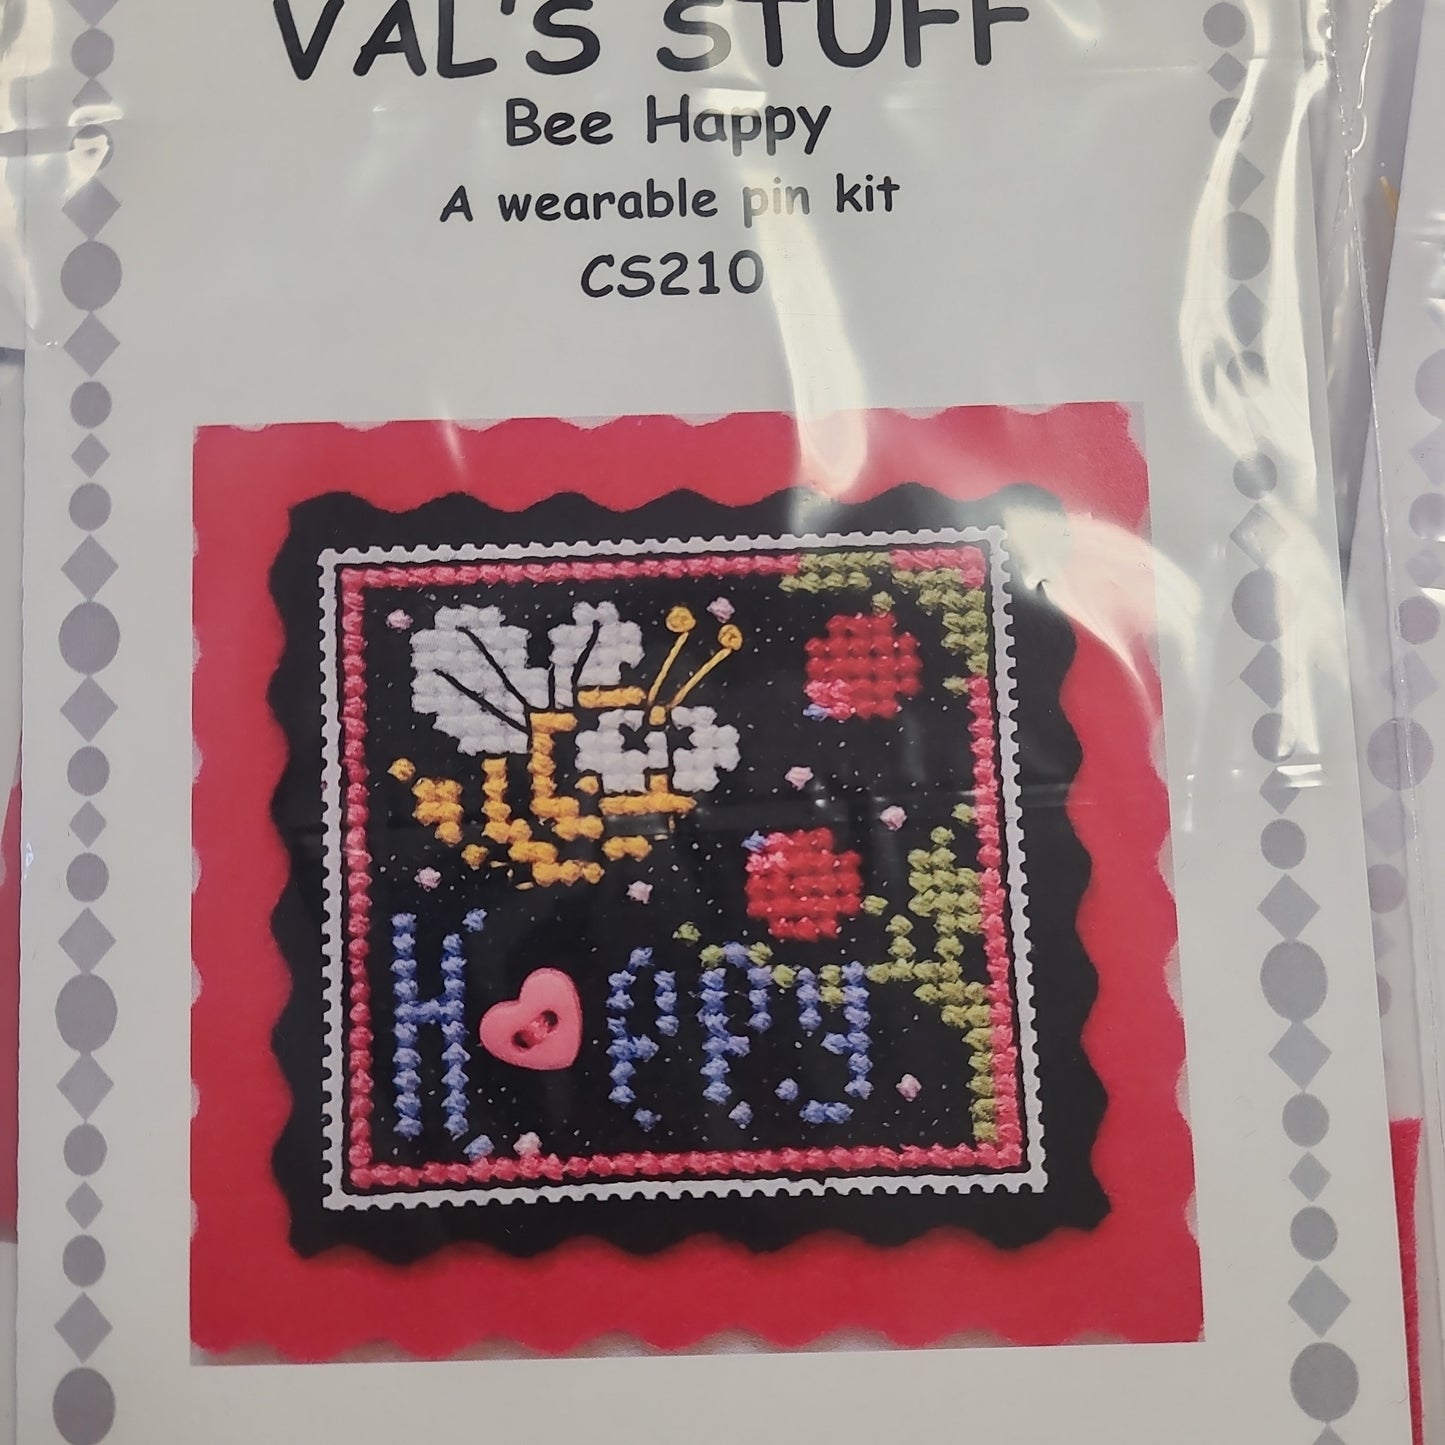 VAL'S STUFF
Bee Happy
A wearable pin kit
CS210
H ppy